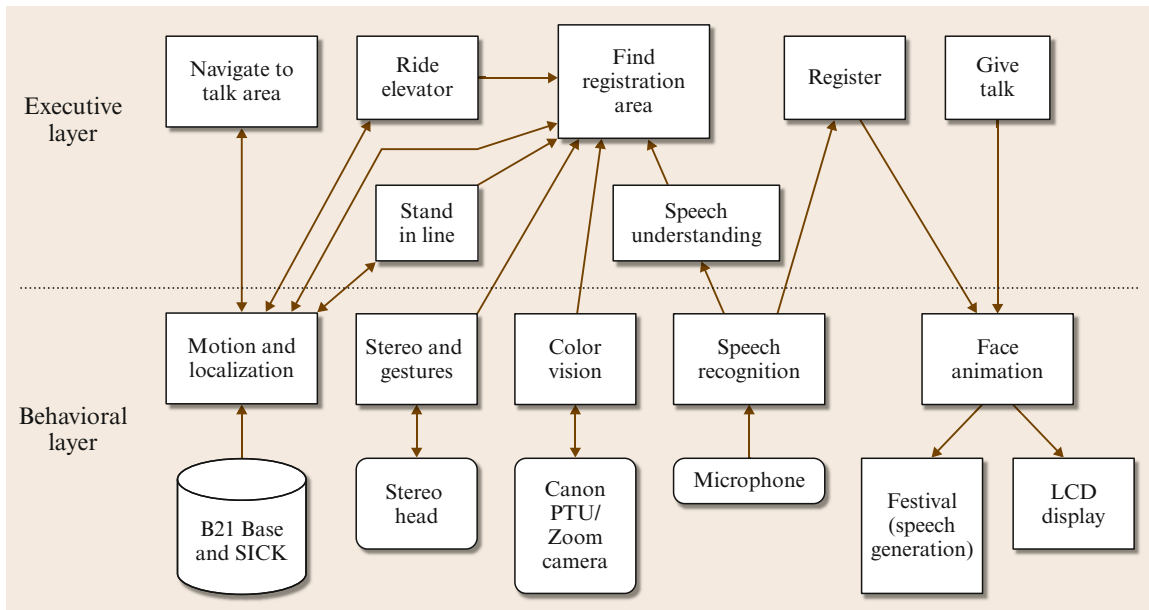 Executive
layer
Navigate to
talk area
Ride
elevator
Find
registration
area
Register
Give
talk
Stand
in line
Speech
understanding
Behavioral
layer
Motion and
localization
Stereo and
gestures
Color
vision
Speech
recognition
Face
animation
B21 Base
and SICK
Stereo
head
Canon
PTU/
Zoom
camera
Microphone
Festival
(speech
generation)
LCD
display